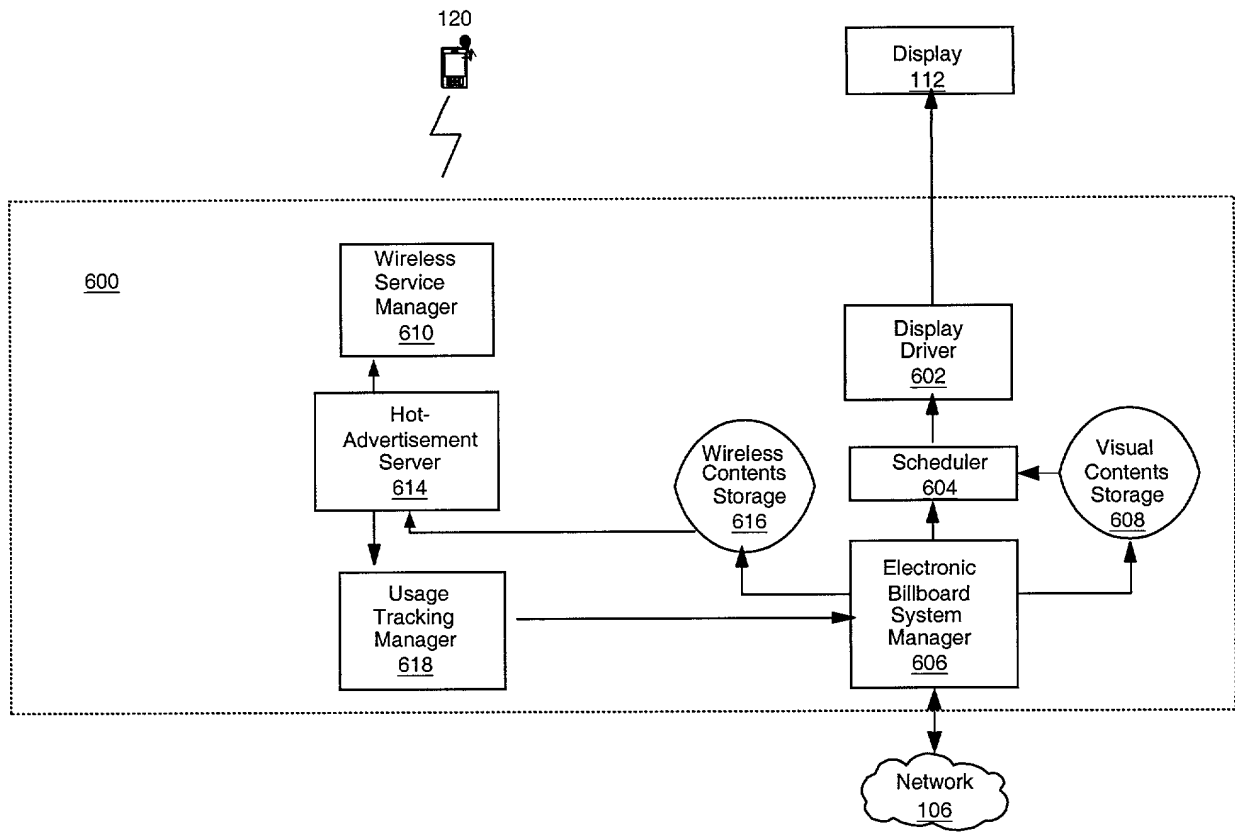 120
Display
112
600
Wireless
Service
Manager
610
Display
Driver
602
Hot-
Advertisement
Server
614
Wireless
Contents
Storage
616
Scheduler
604
Visual
Contents
Storage
608
Usage
Tracking
Manager
618
Electronic
Billboard
System
Manager
606
Network
106